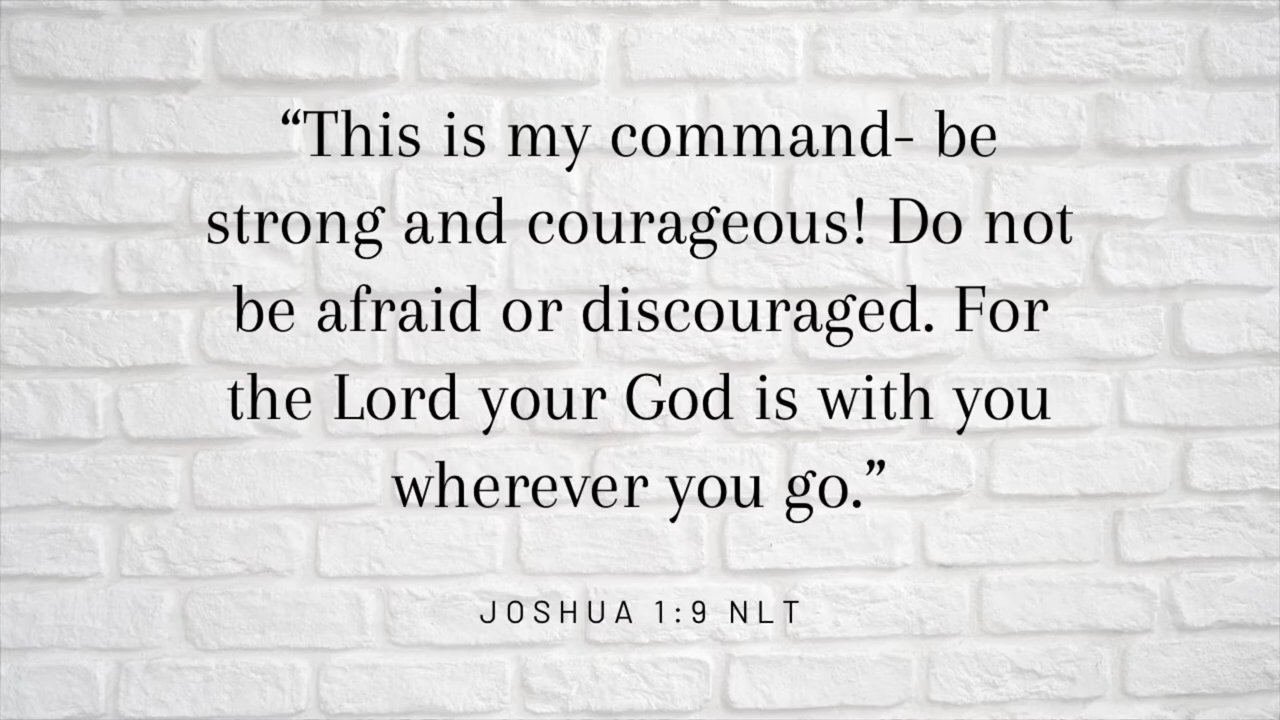 “This is my command- be
strong and courageous! Do not
be afraid or discouraged. For
the Lord your God is with you
wherever you go.”
JOSHUA 1:9 NLT